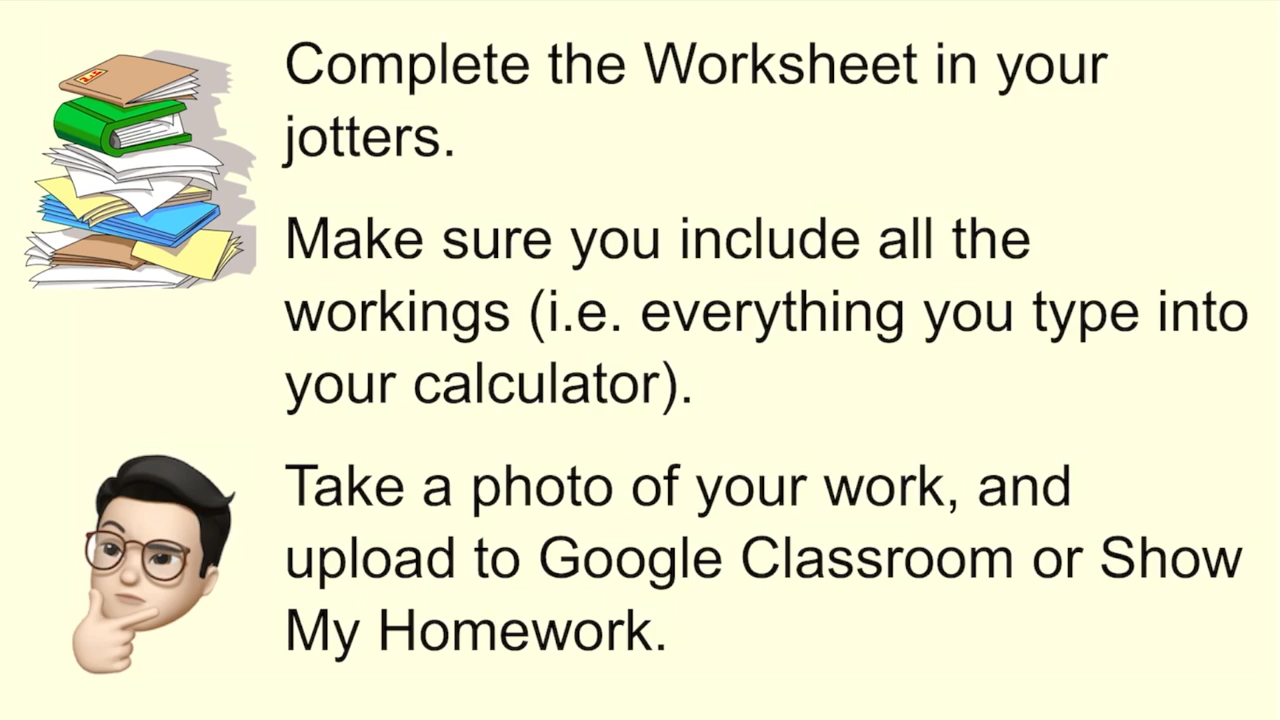 Complete the Worksheet in your
jotters.
Make sure you include all the
workings (i.e. everything you type into
your calculator).
Take a photo of your work, and
upload to Google Classroom or Show
My Homework.